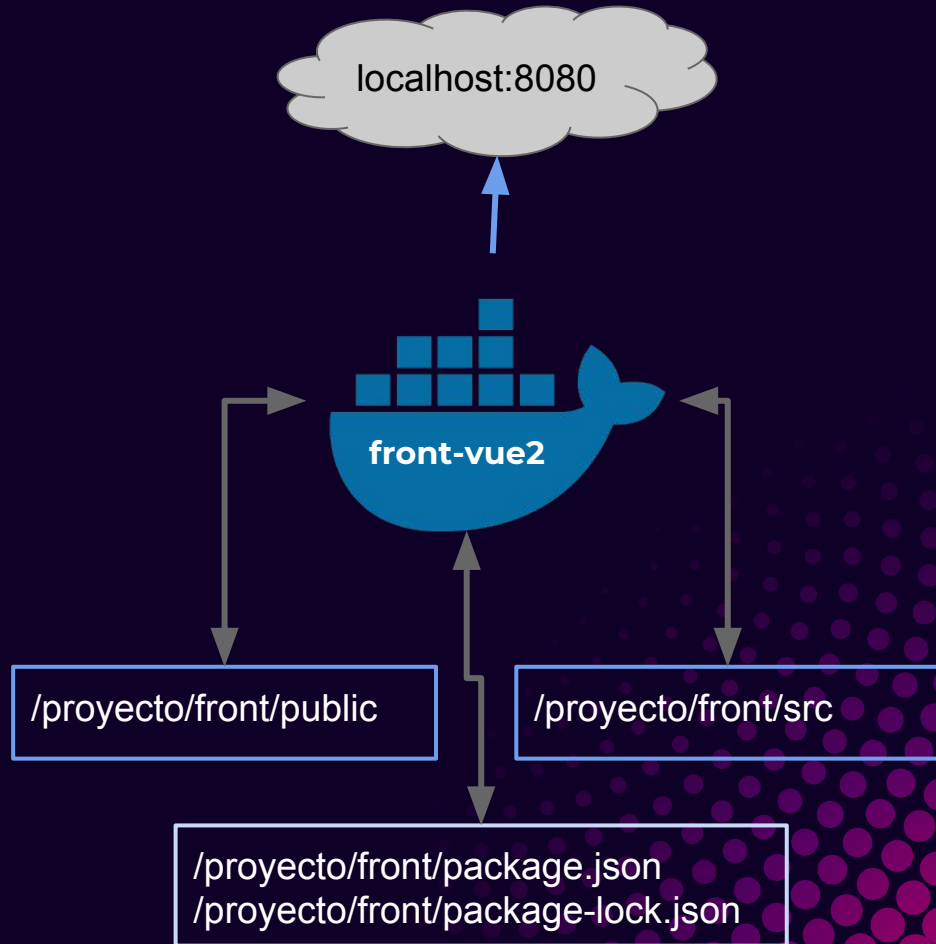 localhost:8080
front-vue2
/proyecto/front/public
/proyecto/front/src
/proyecto/front/package.json
/proyecto/front/package-lock.json